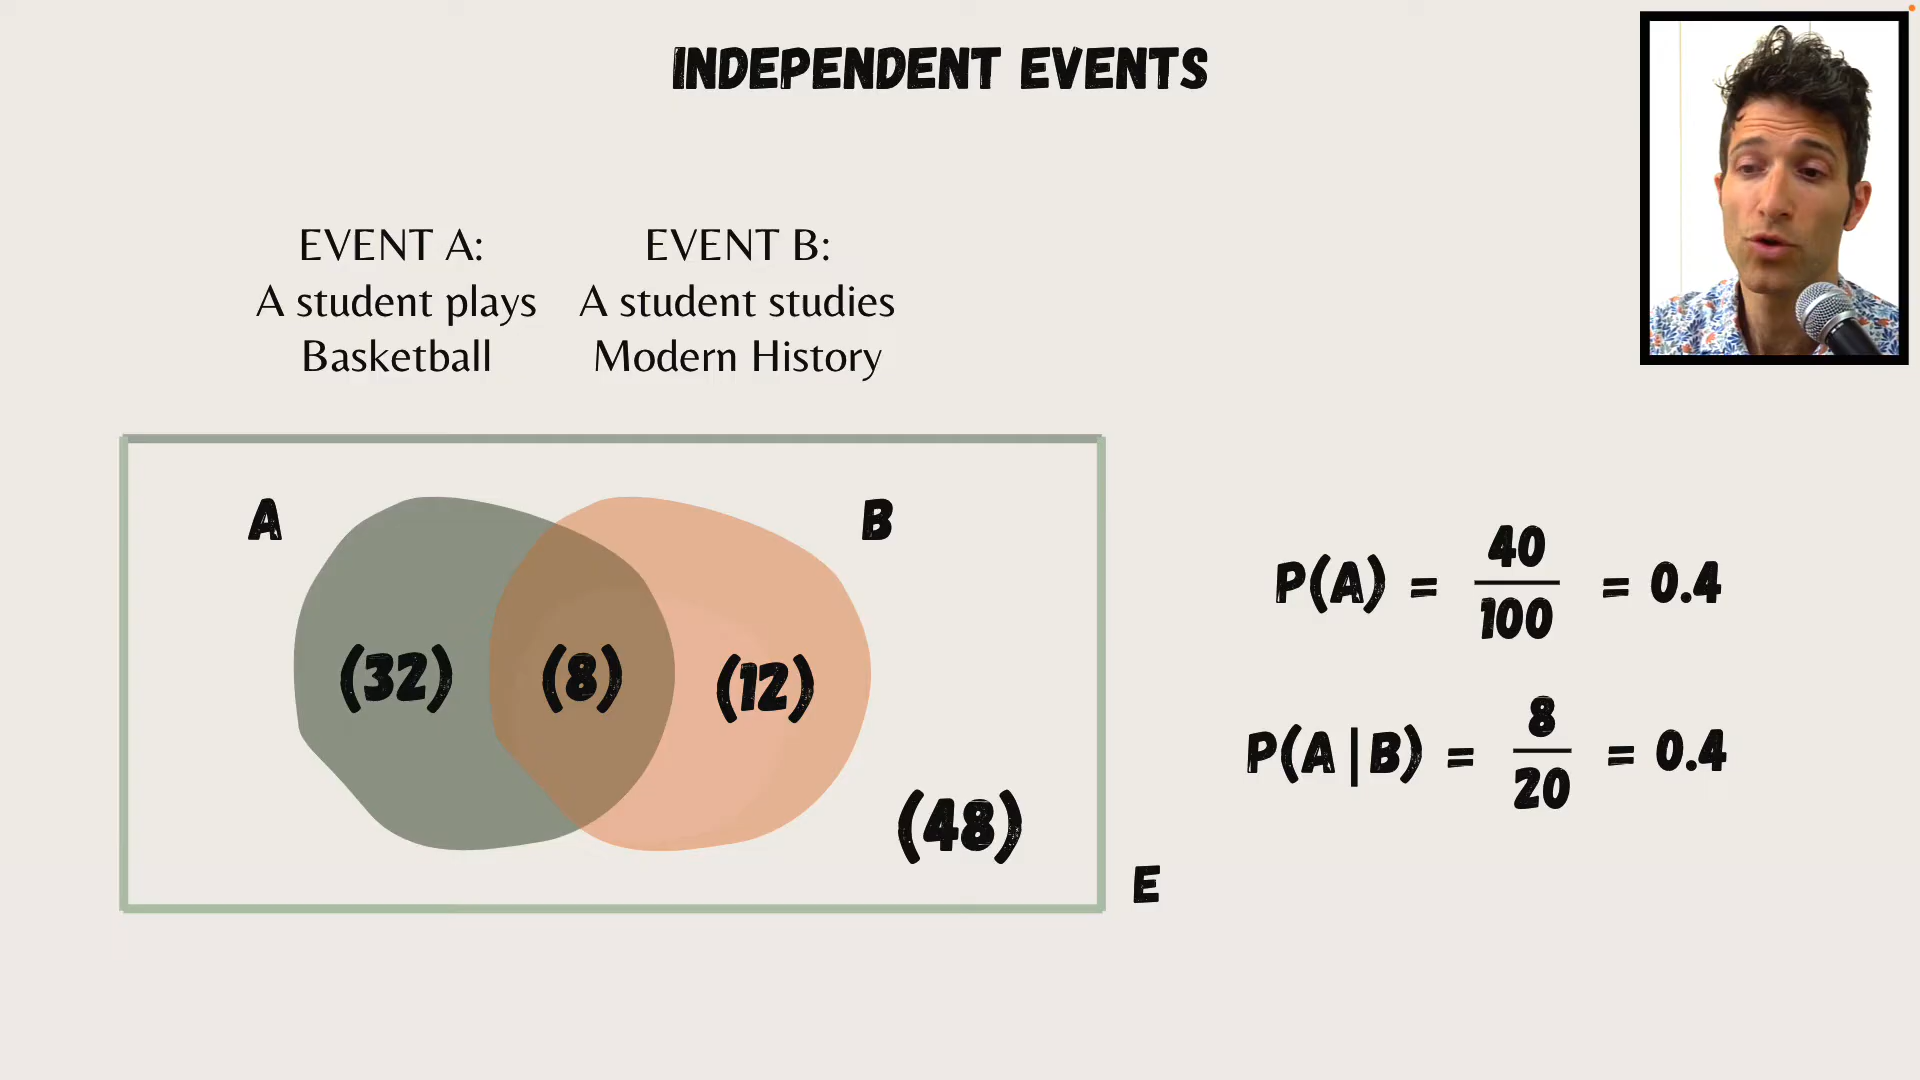 INDEPENDENT EVENTS
EVENT A:
A student plays
Basketball
EVENT B:
A student studies
Modern History
A
B
(32)
(8)
(12)
(48)
E
P(A) = 40/100 = 0.4
P(A|B) = 8/20 = 0.4